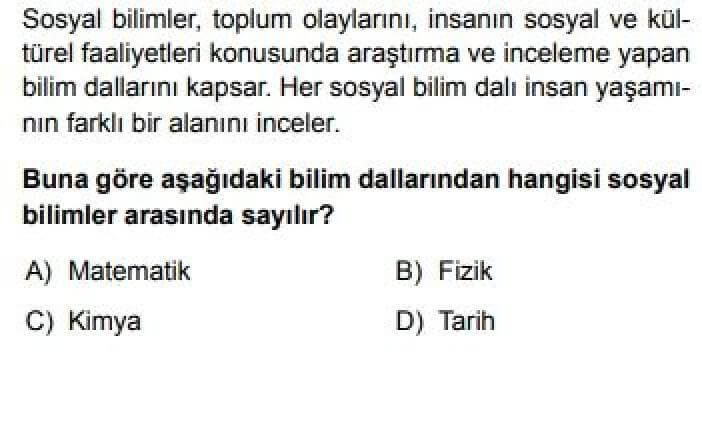 Sosyal bilimler, toplum olaylarını, insanın sosyal ve kül-
türel faaliyetleri konusunda araştırma ve inceleme yapan
bilim dallarını kapsar. Her sosyal bilim dalı insan yaşamı-
nın farklı bir alanını inceler.
Buna göre aşağıdaki bilim dallarından hangisi sosyal
bilimler arasında sayılır?
A) Matematik B) Fizik
C) Kimya D) Tarih